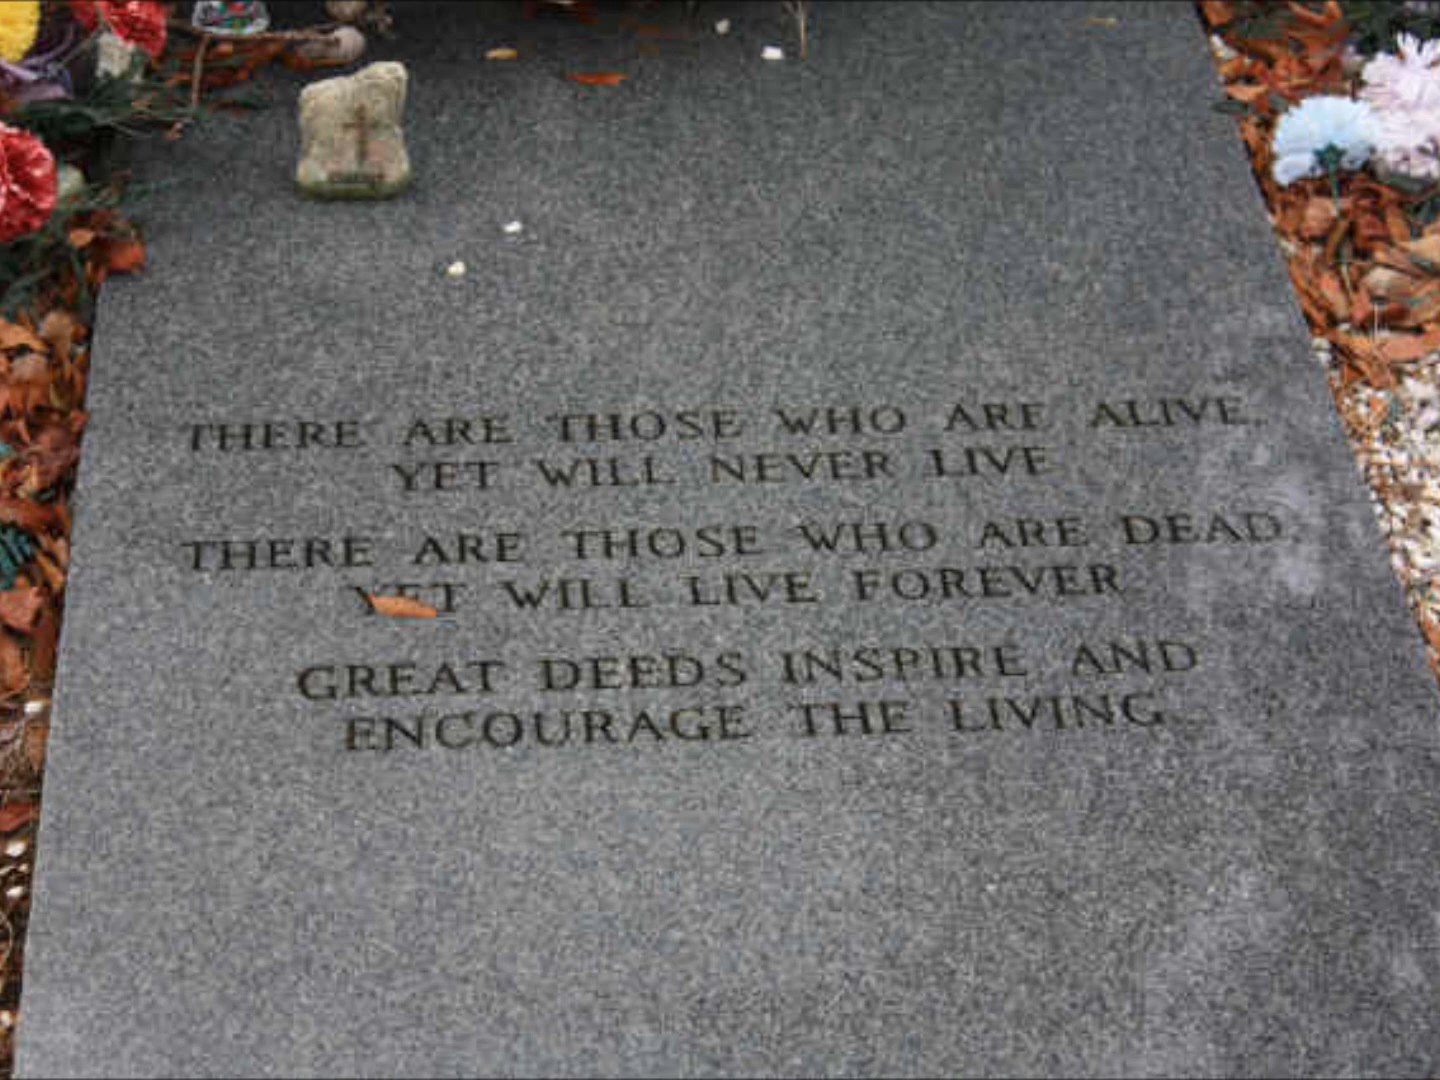 THERE ARE THOSE WHO ARE ALIVE,
YET WILL NEVER LIVE
THERE ARE THOSE WHO ARE DEAD,
YET WILL LIVE FOREVER
GREAT DEEDS INSPIRE AND
ENCOURAGE THE LIVING